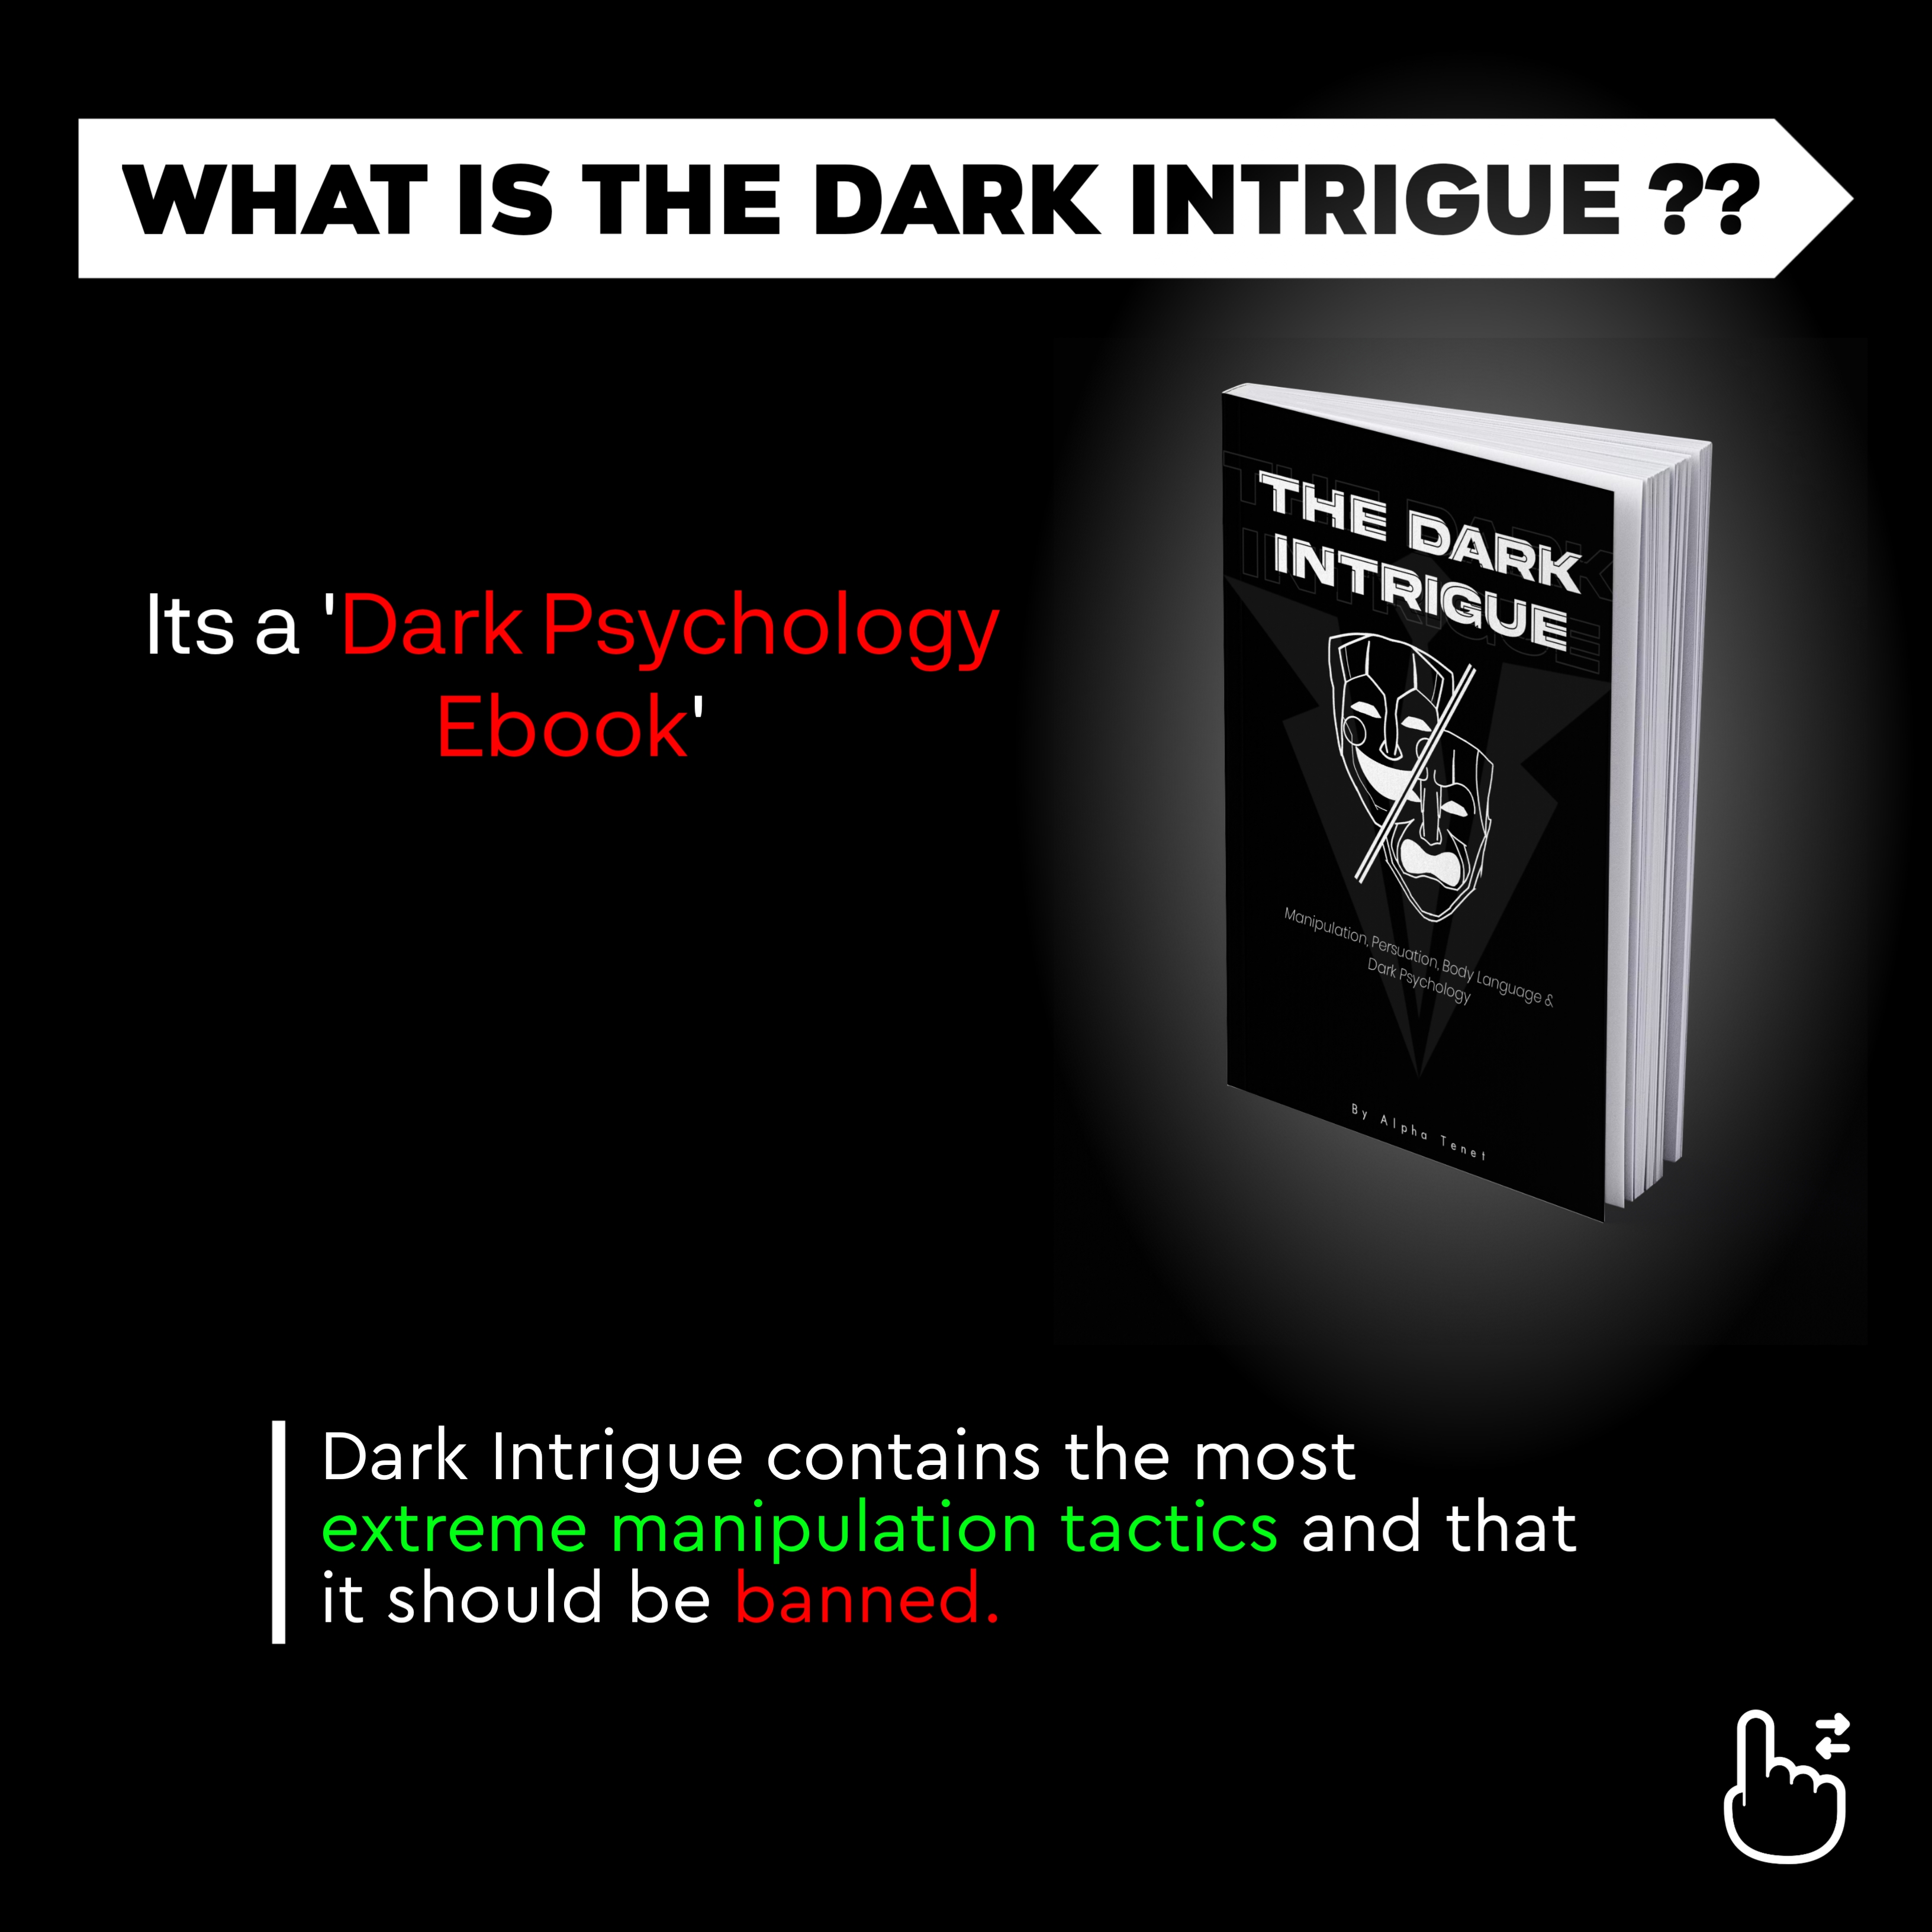 WHAT IS THE DARK INTRIGUE ??
Its a 'Dark Psychology
Ebook'
THE DARK
INTRIGUE
Manipulation, Persuation, Body Language &
Dark Psychology
By Alpha Tenet
Dark Intrigue contains the most
extreme manipulation tactics and that
it should be banned.